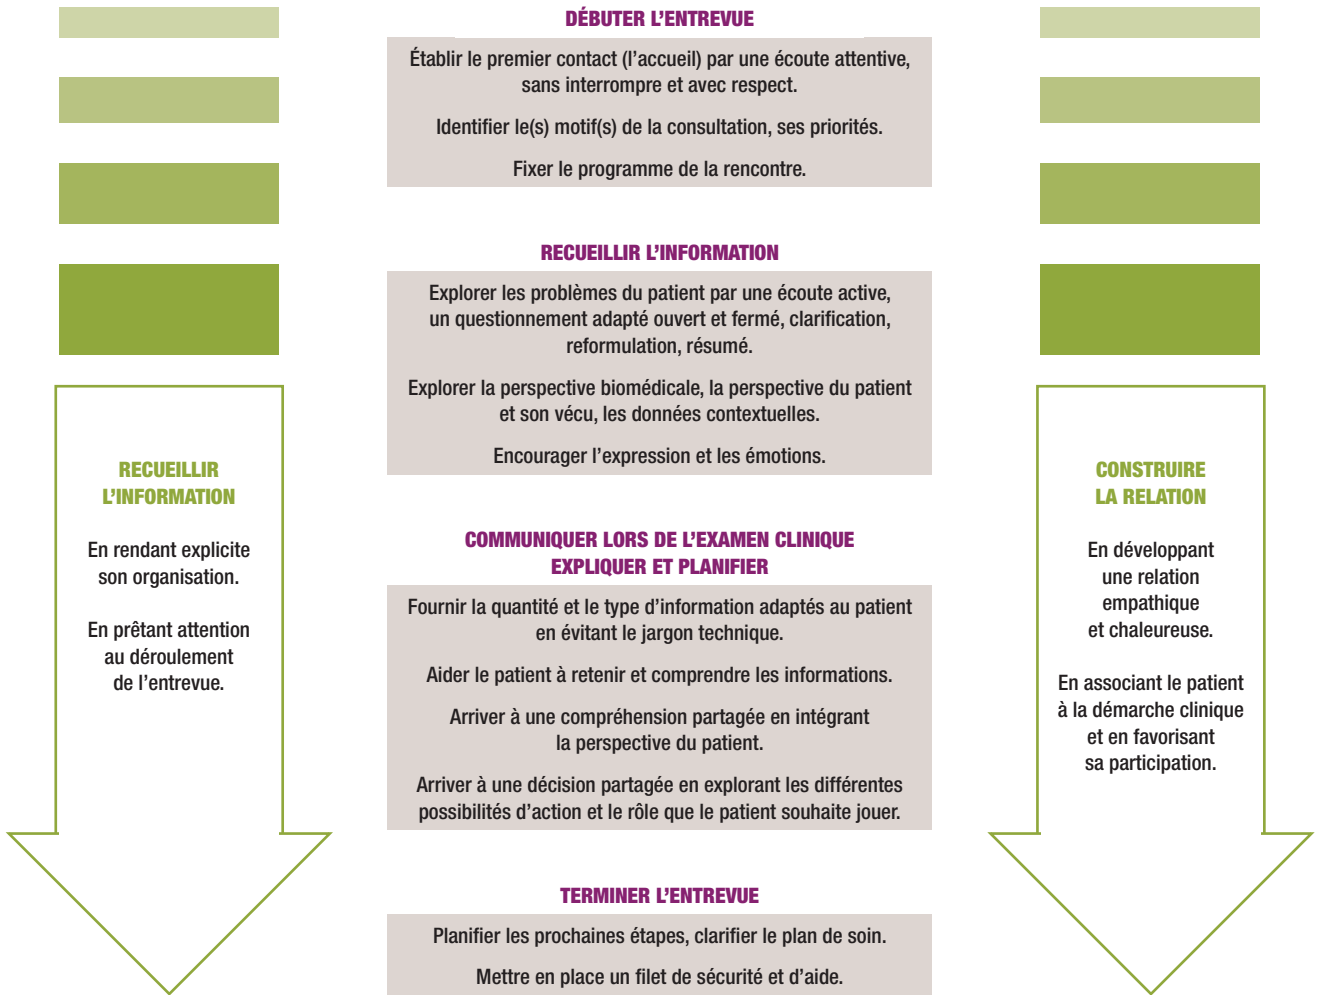 DÉBUTER L’ENTREVUE
Établir le premier contact (l’accueil) par une écoute attentive,
sans interrompre et avec respect.
Identifier le(s) motif(s) de la consultation, ses priorités.
Fixer le programme de la rencontre.
RECUEILLIR L’INFORMATION
Explorer les problèmes du patient par une écoute active,
un questionnement adapté ouvert et fermé, clarification,
reformulation, résumé.
Explorer la perspective biomédicale, la perspective du patient
et son vécu, les données contextuelles.
Encourager l’expression et les émotions.
COMMUNIQUER LORS DE L’EXAMEN CLINIQUE
EXPLIQUER ET PLANIFIER
Fournir la quantité et le type d’information adaptés au patient
en évitant le jargon technique.
Aider le patient à retenir et comprendre les informations.
Arriver à une compréhension partagée en intégrant
la perspective du patient.
Arriver à une décision partagée en explorant les différentes
possibilités d’action et le rôle que le patient souhaite jouer.
TERMINER L’ENTREVUE
Planifier les prochaines étapes, clarifier le plan de soin.
Mettre en place un filet de sécurité et d’aide.
RECUEILLIR
L’INFORMATION
En rendant explicite
son organisation.
En prêtant attention
au déroulement
de l’entrevue.
CONSTRUIRE
LA RELATION
En développant
une relation
empathique
et chaleureuse.
En associant le patient
à la démarche clinique
et en favorisant
sa participation.